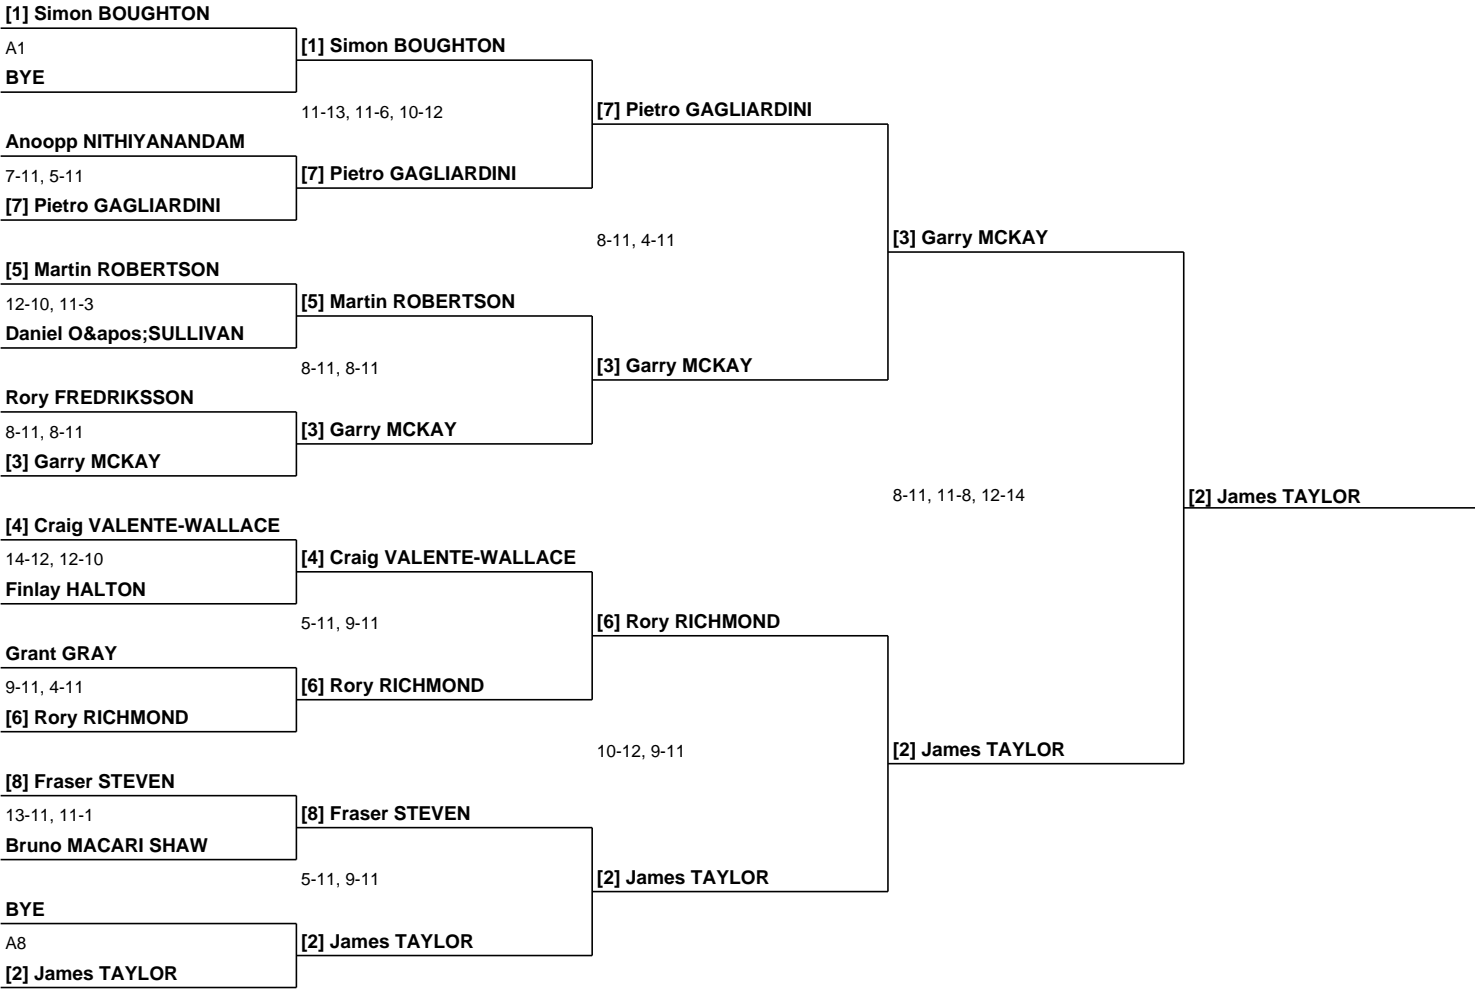 [1] Simon BOUGHTON
A1
BYE
Anoopp NITHIYANANDAM
7-11, 5-11
[7] Pietro GAGLIARDINI
[5] Martin ROBERTSON
12-10, 11-3
Daniel O&apos;SULLIVAN
Rory FREDRIKSSON
8-11, 8-11
[3] Garry MCKAY
[4] Craig VALENTE-WALLACE
14-12, 12-10
Finlay HALTON
Grant GRAY
9-11, 4-11
[6] Rory RICHMOND
[8] Fraser STEVEN
13-11, 11-1
Bruno MACARI SHAW
BYE
A8
[2] James TAYLOR
[1] Simon BOUGHTON
11-13, 11-6, 10-12
[7] Pietro GAGLIARDINI
[5] Martin ROBERTSON
8-11, 8-11
[3] Garry MCKAY
[4] Craig VALENTE-WALLACE
5-11, 9-11
[6] Rory RICHMOND
[8] Fraser STEVEN
5-11, 9-11
[2] James TAYLOR
[7] Pietro GAGLIARDINI
8-11, 4-11
[3] Garry MCKAY
[6] Rory RICHMOND
10-12, 9-11
[2] James TAYLOR
[3] Garry MCKAY
8-11, 11-8, 12-14
[2] James TAYLOR
[2] James TAYLOR